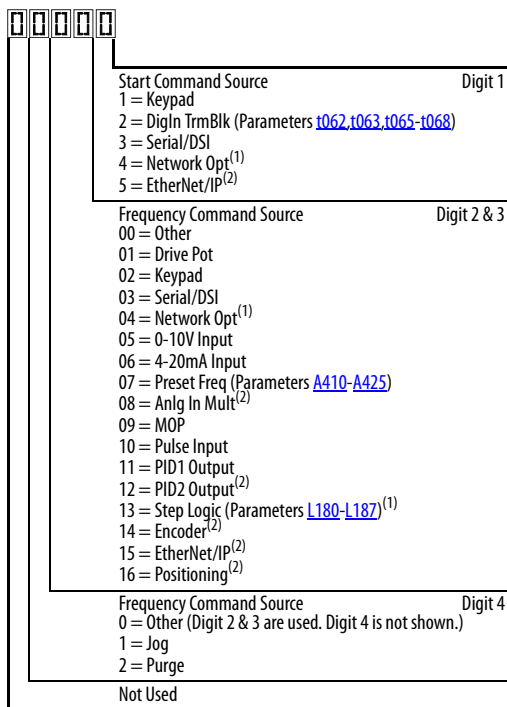 00000
Start Command Source Digit 1
1 = Keypad
2 = DigIn TrmBlk (Parameters t062,t063,t065-t068)
3 = Serial/DSI
4 = Network Opt(1)
5 = EtherNet/IP(2)
Frequency Command Source Digit 2 & 3
00 = Other
01 = Drive Pot
02 = Keypad
03 = Serial/DSI
04 = Network Opt(1)
05 = 0-10V Input
06 = 4-20mA Input
07 = Preset Freq (Parameters A410-A425)
08 = Anlg In Mult(2)
09 = MOP
10 = Pulse Input
11 = PID1 Output
12 = PID2 Output(2)
13 = Step Logic (Parameters L180-L187)(1)
14 = Encoder(2)
15 = EtherNet/IP(2)
16 = Positioning(2)
Frequency Command Source Digit 4
0 = Other (Digit 2 & 3 are used. Digit 4 is not shown.)
1 = Jog
2 = Purge
Not Used